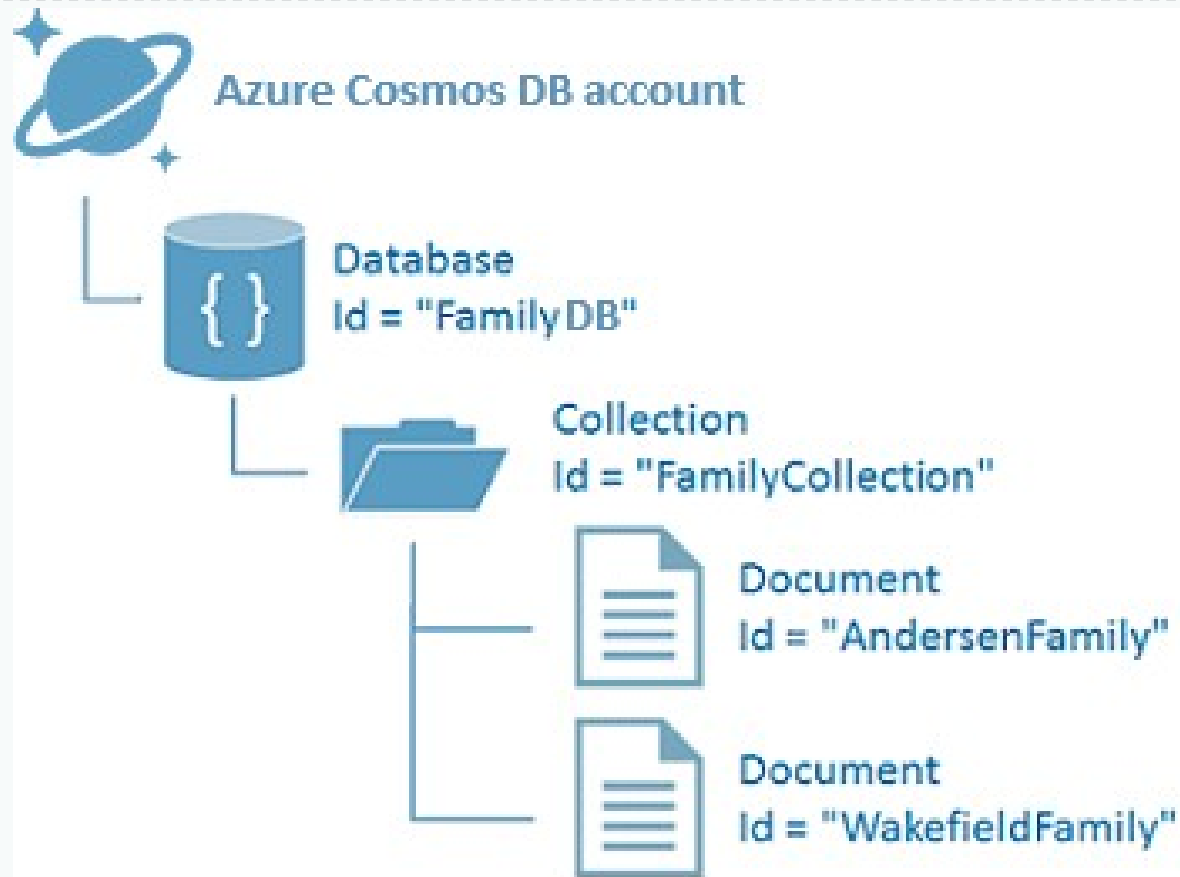 Azure Cosmos DB account
{ }
Database
Id = "FamilyDB"
Collection
Id = "FamilyCollection"
Document
Id = "AndersenFamily"
Document
Id = "WakefieldFamily"